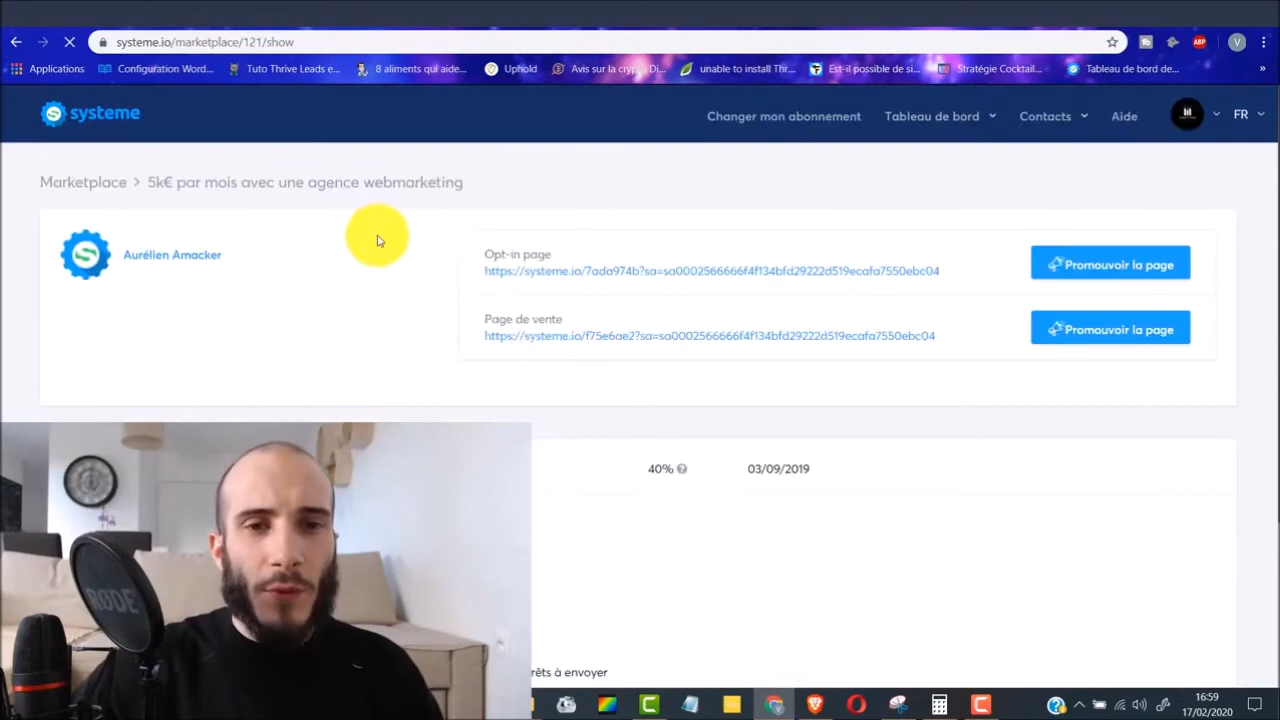 systeme.io/marketplace/121/show
ABP
V
Applications
Configuration Word...
Tuto Thrive Leads e...
8 aliments qui aide...
Uphold
Avis sur la crypto Di...
unable to install Thr...
Est-il possible de si...
Stratégie Cocktail...
Tableau de bord de...
»
systeme
Changer mon abonnement
Tableau de bord
Contacts
Aide
FR
Marketplace > 5k€ par mois avec une agence webmarketing
Aurélien Amacker
Opt-in page
https://systeme.io/7ada974b?sa=sa0002566666f4f134bfd29222d519ecafa7550ebc04
Promouvoir la page
Page de vente
https://systeme.io/f75e6ae2?sa=sa0002566666f4f134bfd29222d519ecafa7550ebc04
Promouvoir la page
40%
03/09/2019
RØDE
rêts à envoyer
16:59
17/02/2020